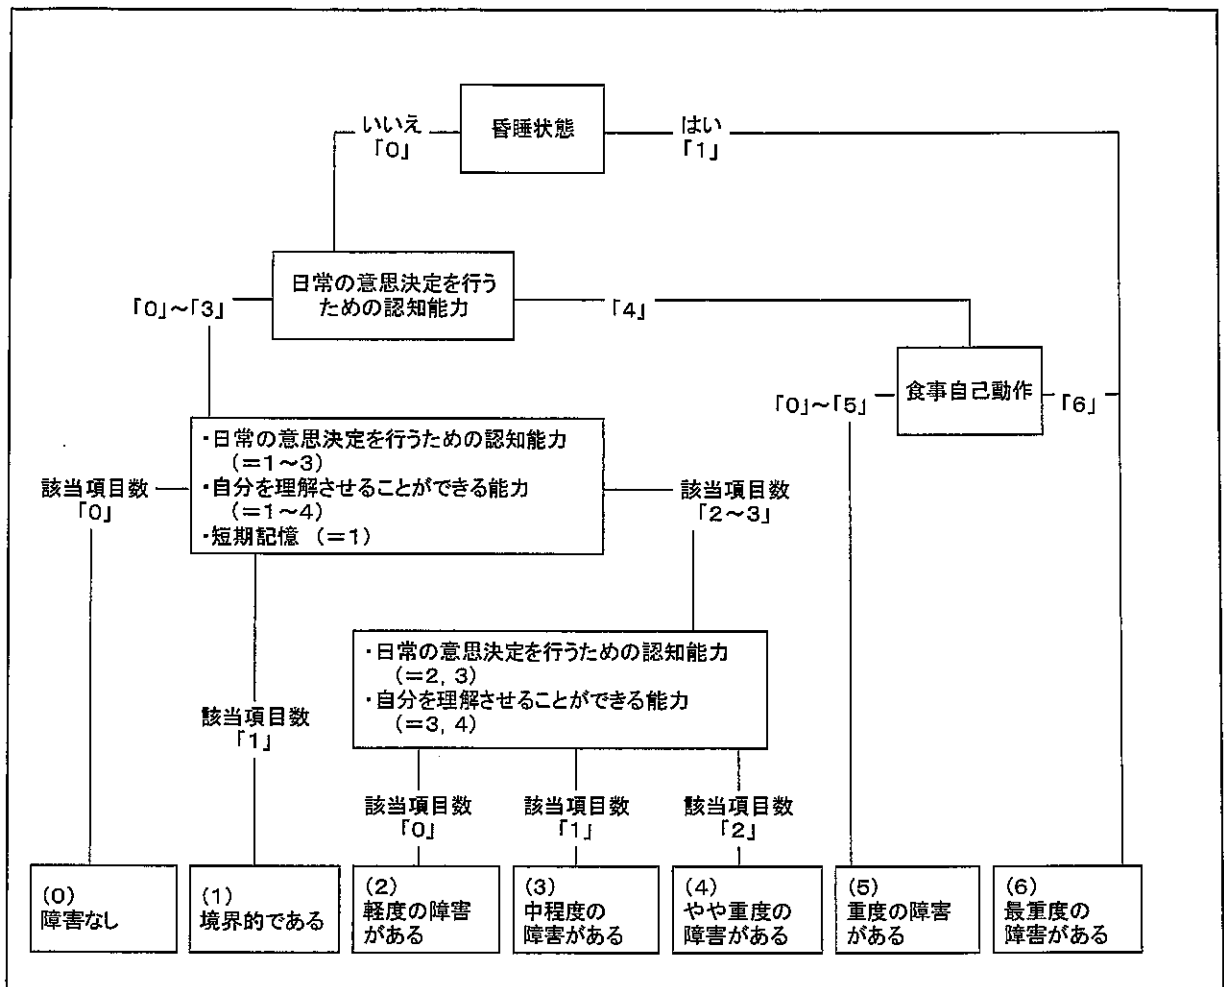 昏睡状態
いいえ
「0」
はい
「1」
日常の意思決定を行う
ための認知能力
「0」～「3」
「4」
食事自己動作
「0」～「5」
「6」
・日常の意思決定を行うための認知能力
（＝1～3）
・自分を理解させることができる能力
（＝1～4）
・短期記憶 （＝1）
該当項目数
「0」
該当項目数
「2～3」
・日常の意思決定を行うための認知能力
（＝2, 3）
・自分を理解させることができる能力
（＝3, 4）
該当項目数
「1」
該当項目数
「0」
該当項目数
「1」
該当項目数
「2」
(0)
障害なし
(1)
境界的である
(2)
軽度の障害
がある
(3)
中程度の
障害がある
(4)
やや重度の
障害がある
(5)
重度の障害
がある
(6)
最重度の
障害がある